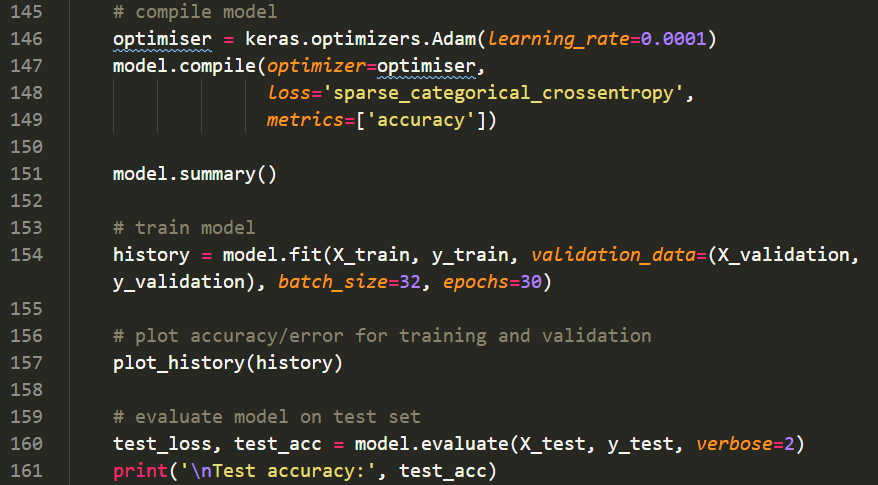 145 # compile model
146 optimiser = keras.optimizers.Adam(learning_rate=0.0001)
147 model.compile(optimizer=optimiser,
148 loss='sparse_categorical_crossentropy',
149 metrics=['accuracy'])
150
151 model.summary()
152
153 # train model
154 history = model.fit(X_train, y_train, validation_data=(X_validation,
y_validation), batch_size=32, epochs=30)
155
156 # plot accuracy/error for training and validation
157 plot_history(history)
158
159 # evaluate model on test set
160 test_loss, test_acc = model.evaluate(X_test, y_test, verbose=2)
161 print('\nTest accuracy:', test_acc)